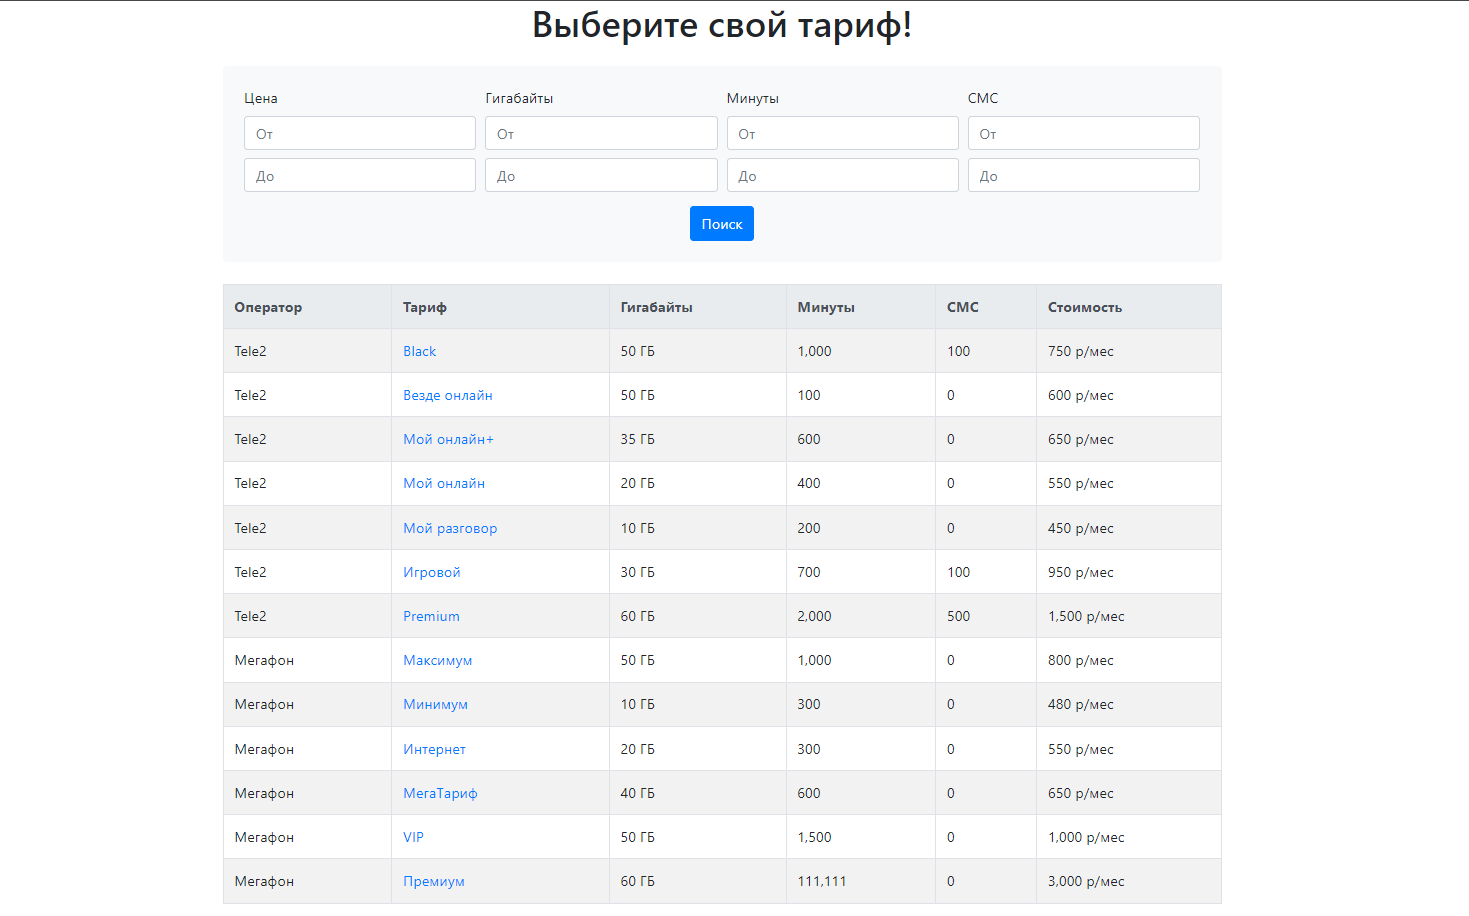 Выберите свой тариф!
Цена Гигабайты Минуты СМС
От От От От
До До До До
Поиск
Оператор Тариф Гигабайты Минуты СМС Стоимость
Tele2 Black 50 ГБ 1,000 100 750 р/мес
Tele2 Везде онлайн 50 ГБ 100 0 600 р/мес
Tele2 Мой онлайн+ 35 ГБ 600 0 650 р/мес
Tele2 Мой онлайн 20 ГБ 400 0 550 р/мес
Tele2 Мой разговор 10 ГБ 200 0 450 р/мес
Tele2 Игровой 30 ГБ 700 100 950 р/мес
Tele2 Premium 60 ГБ 2,000 500 1,500 р/мес
Мегафон Максимум 50 ГБ 1,000 0 800 р/мес
Мегафон Минимум 10 ГБ 300 0 480 р/мес
Мегафон Интернет 20 ГБ 300 0 550 р/мес
Мегафон МегаТариф 40 ГБ 600 0 650 р/мес
Мегафон VIP 50 ГБ 1,500 0 1,000 р/мес
Мегафон Премиум 60 ГБ 111,111 0 3,000 р/мес